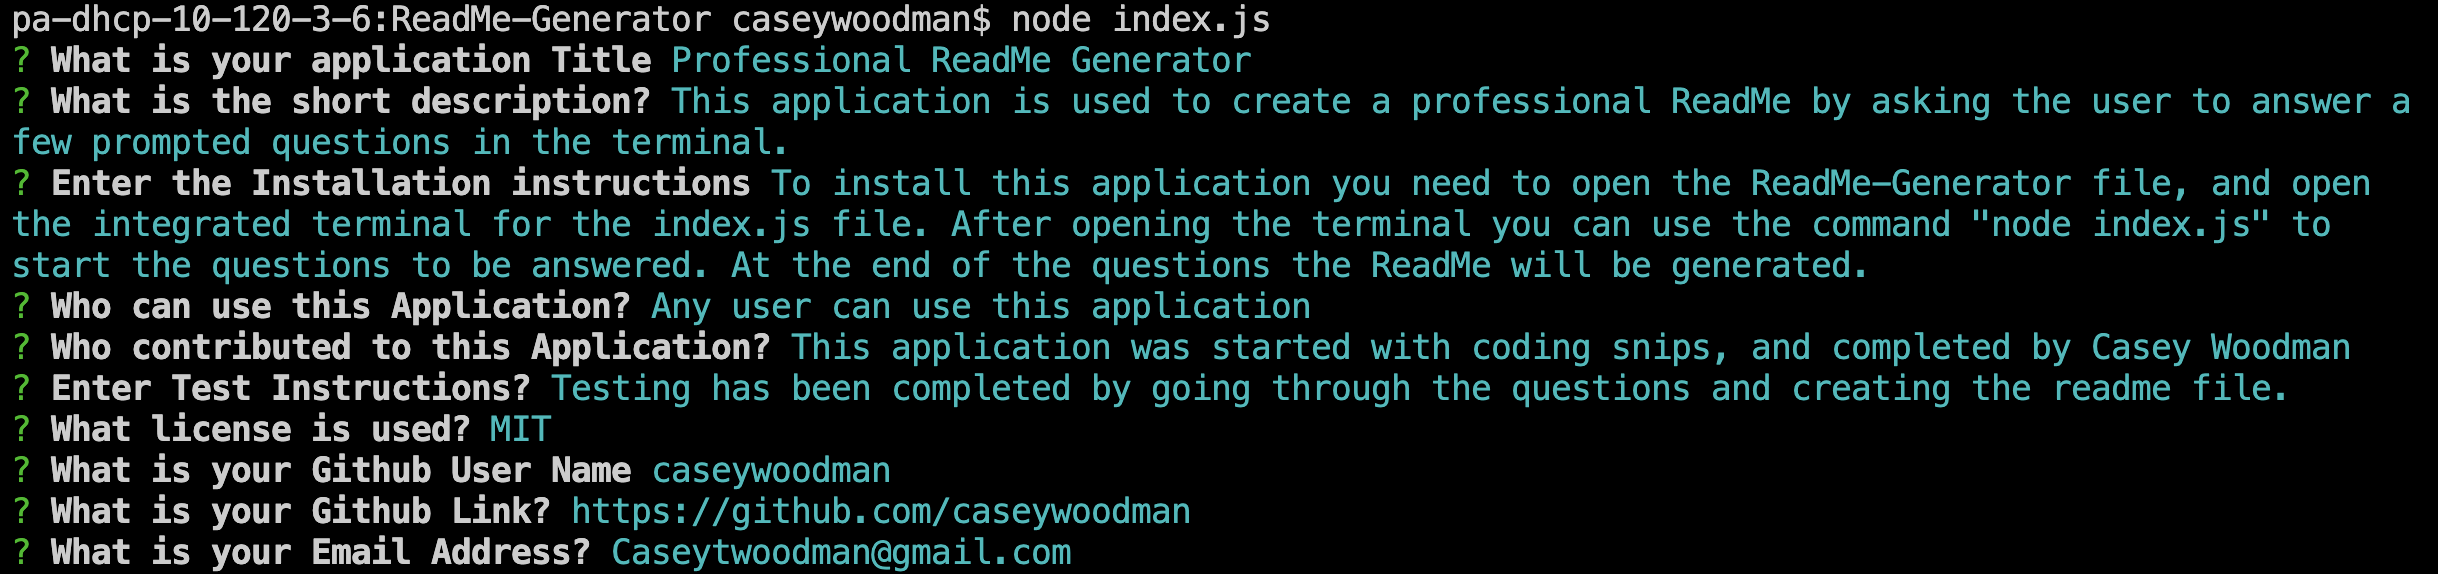 pa-dhcp-10-120-3-6:ReadMe-Generator caseywoodman$ node index.js
? What is your application Title Professional ReadMe Generator
? What is the short description? This application is used to create a professional ReadMe by asking the user to answer a
few prompted questions in the terminal.
? Enter the Installation instructions To install this application you need to open the ReadMe-Generator file, and open
the integrated terminal for the index.js file. After opening the terminal you can use the command "node index.js" to
start the questions to be answered. At the end of the questions the ReadMe will be generated.
? Who can use this Application? Any user can use this application
? Who contributed to this Application? This application was started with coding snips, and completed by Casey Woodman
? Enter Test Instructions? Testing has been completed by going through the questions and creating the readme file.
? What license is used? MIT
? What is your Github User Name caseywoodman
? What is your Github Link? https://github.com/caseywoodman
? What is your Email Address? Caseytwoodman@gmail.com